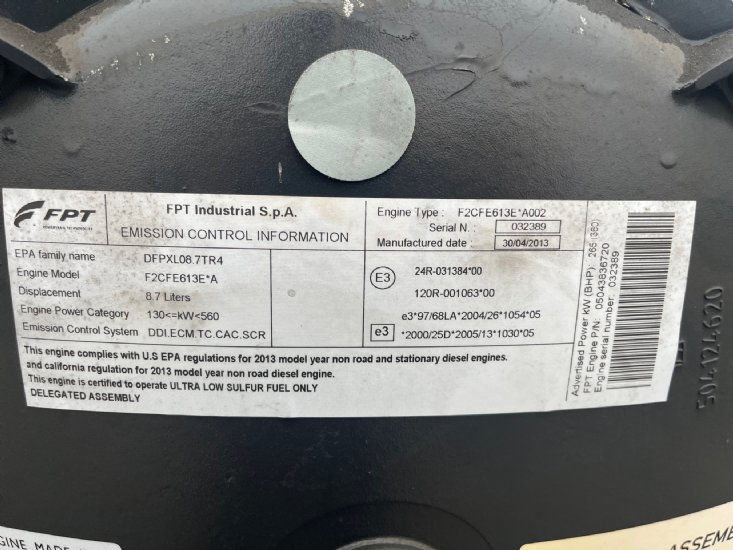 FPT
FPT Industrial S.p.A.
EMISSION CONTROL INFORMATION
EPA family name DFPXL08.7TR4
Engine Model F2CFE613E*A
Displacement 8.7 Liters
Engine Power Category 130<=kW<560
Emission Control System DDI.ECM.TC.CAC.SCR
Engine Type : F2CFE613E*A002
Serial N.: 032389
Manufactured date : 30/04/2013
E3 24R-031384*00
120R-001063*00
e3*97/68LA*2004/26*1054*05
e3 *2000/25D*2005/13*1030*05
This engine complies with U.S EPA regulations for 2013 model year non road and stationary diesel engines.
and california regulation for 2013 model year non road diesel engine.
This engine is certified to operate ULTRA LOW SULFUR FUEL ONLY
DELEGATED ASSEMBLY
Advertised Power kW (BHP): 265 (360)
FPT Engine P/N: 05043836720
Engine serial number: 032389
GINE MADE
ASSEMB